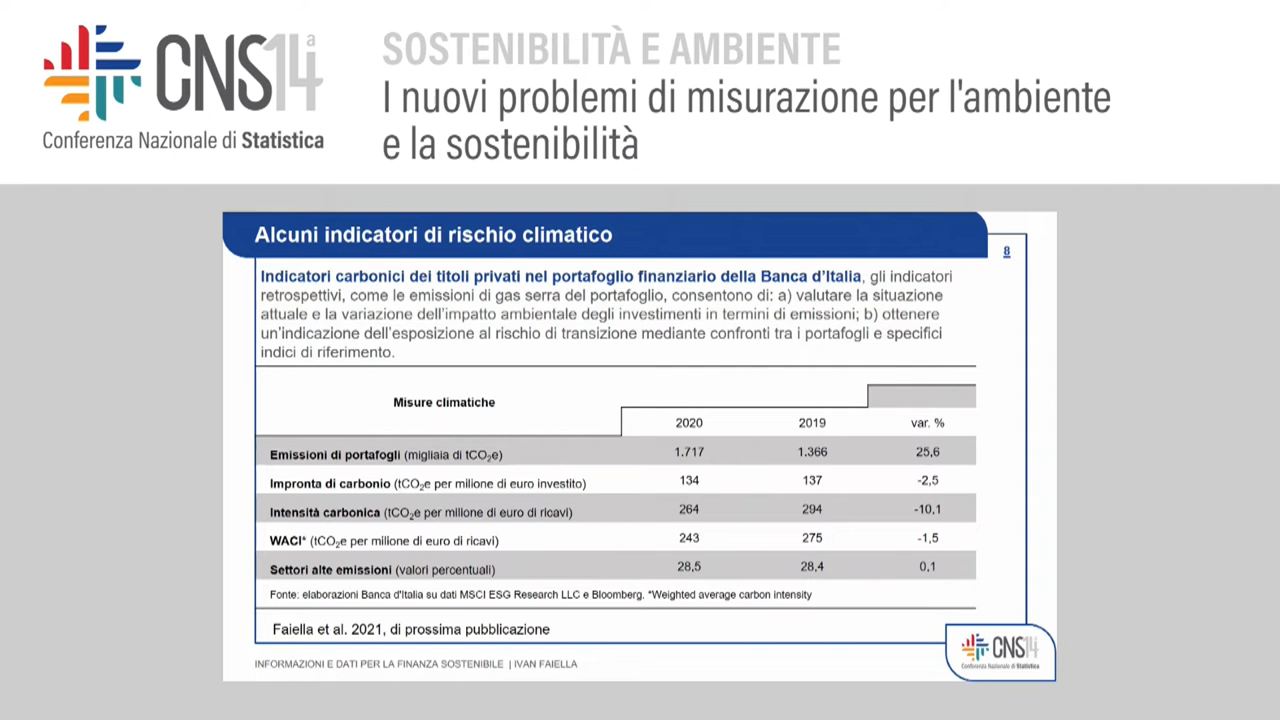 CNS14ª
Conferenza Nazionale di Statistica
SOSTENIBILITÀ E AMBIENTE
I nuovi problemi di misurazione per l'ambiente
e la sostenibilità
Alcuni indicatori di rischio climatico
8
Indicatori carbonici dei titoli privati nel portafoglio finanziario della Banca d'Italia, gli indicatori
retrospettivi, come le emissioni di gas serra del portafoglio, consentono di: a) valutare la situazione
attuale e la variazione dell'impatto ambientale degli investimenti in termini di emissioni; b) ottenere
un'indicazione dell'esposizione al rischio di transizione mediante confronti tra i portafogli e specifici
indici di riferimento.
Misure climatiche
2020 2019 var. %
Emissioni di portafogli (migliaia di tCO₂e) 1.717 1.366 25,6
Impronta di carbonio (tCO₂e per milione di euro investito) 134 137 -2,5
Intensità carbonica (tCO₂e per milione di euro di ricavi) 264 294 -10,1
WACI* (tCO₂e per milione di euro di ricavi) 243 275 -1,5
Settori alte emissioni (valori percentuali) 28,5 28,4 0,1
Fonte: elaborazioni Banca d'Italia su dati MSCI ESG Research LLC e Bloomberg. *Weighted average carbon intensity
Faiella et al. 2021, di prossima pubblicazione
INFORMAZIONI E DATI PER LA FINANZA SOSTENIBILE | IVAN FAIELLA
CNS14
Conferenza Nazionale di Statistica